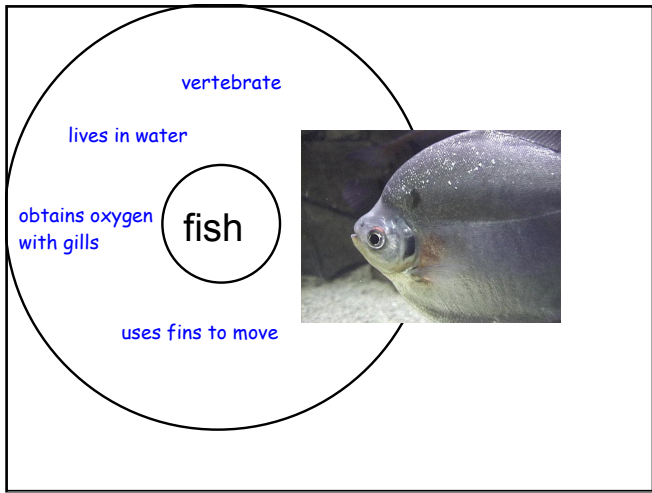 vertebrate
lives in water
obtains oxygen
with gills
fish
uses fins to move